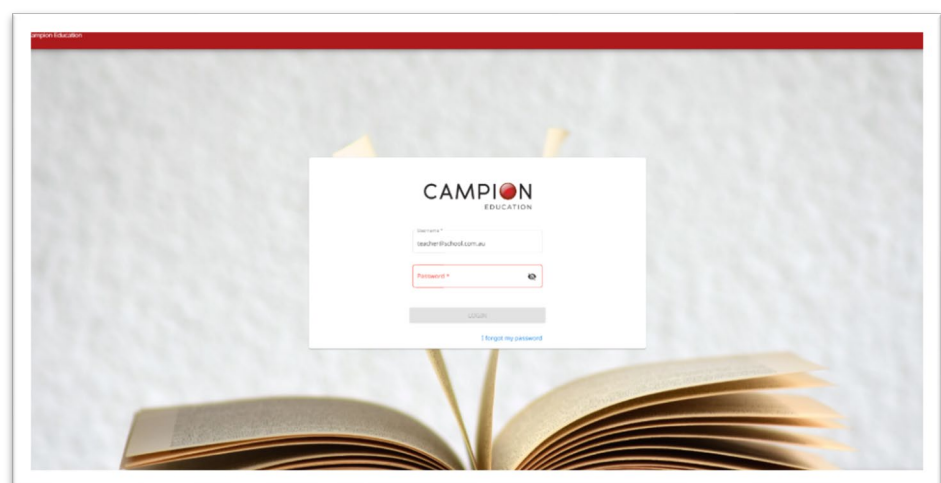 ampion Education
CAMPION
EDUCATION
Username *
teacher@school.com.au
Password *
LOGIN
I forgot my password